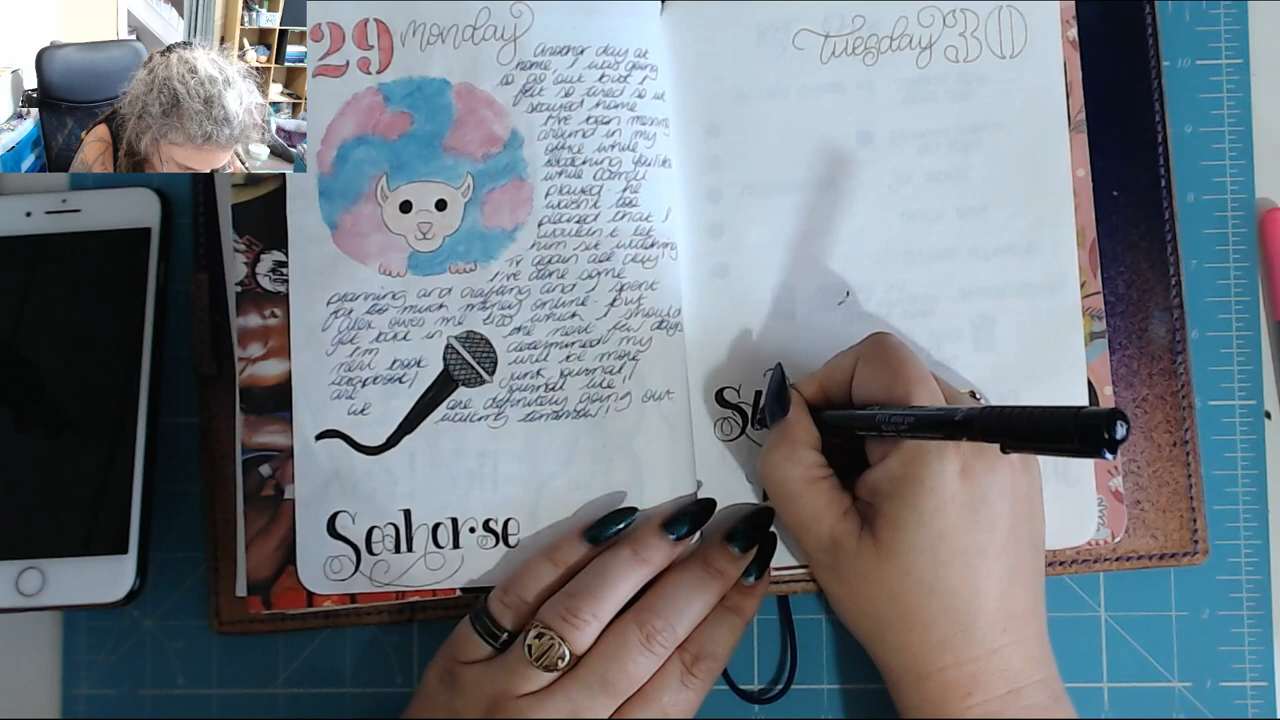 29 monday
Another day at
home, I was going
to go out but I
felt so tired so we
stayed home
I've been messing
around in my
office while
watching YouTube
while
played - he
wasn't too
pleased that I
wouldn't let
him sit watching
TV again all day!
I've done some
planning and crafting and I spent
far too much money online - but
Alex owes me which I should
get back in the next few days
I'm determined my
next book will be more
scrapbook/ junk journal/
art journal like!!
We are definitely going out
walking tomorrow!
Seahorse
Tuesday 30
S